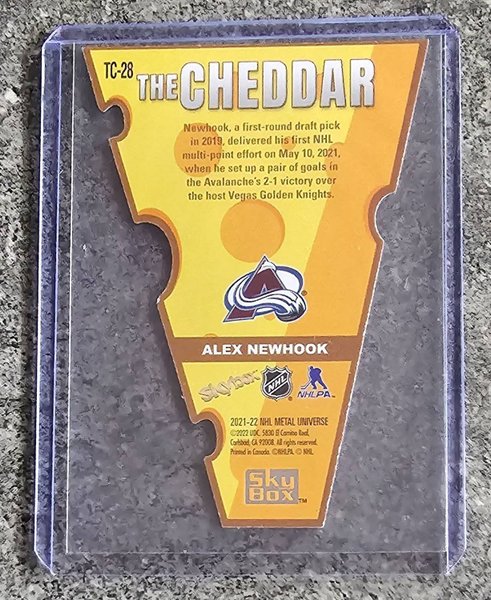 TC-28 THE CHEDDAR
Newhook, a first-round draft pick
in 2019, delivered his first NHL
multi-point effort on May 10, 2021,
when he set up a pair of goals in
the Avalanche's 2-1 victory over
the host Vegas Golden Knights.
A
ALEX NEWHOOK
Skybox NHL NHLPA
2021-22 NHL METAL UNIVERSE
©2022 UDC. 5830 El Camino Real,
Carlsbad, CA 92008. All rights reserved.
Printed in Canada. ©NHLPA. © NHL.
Sky
Box TM